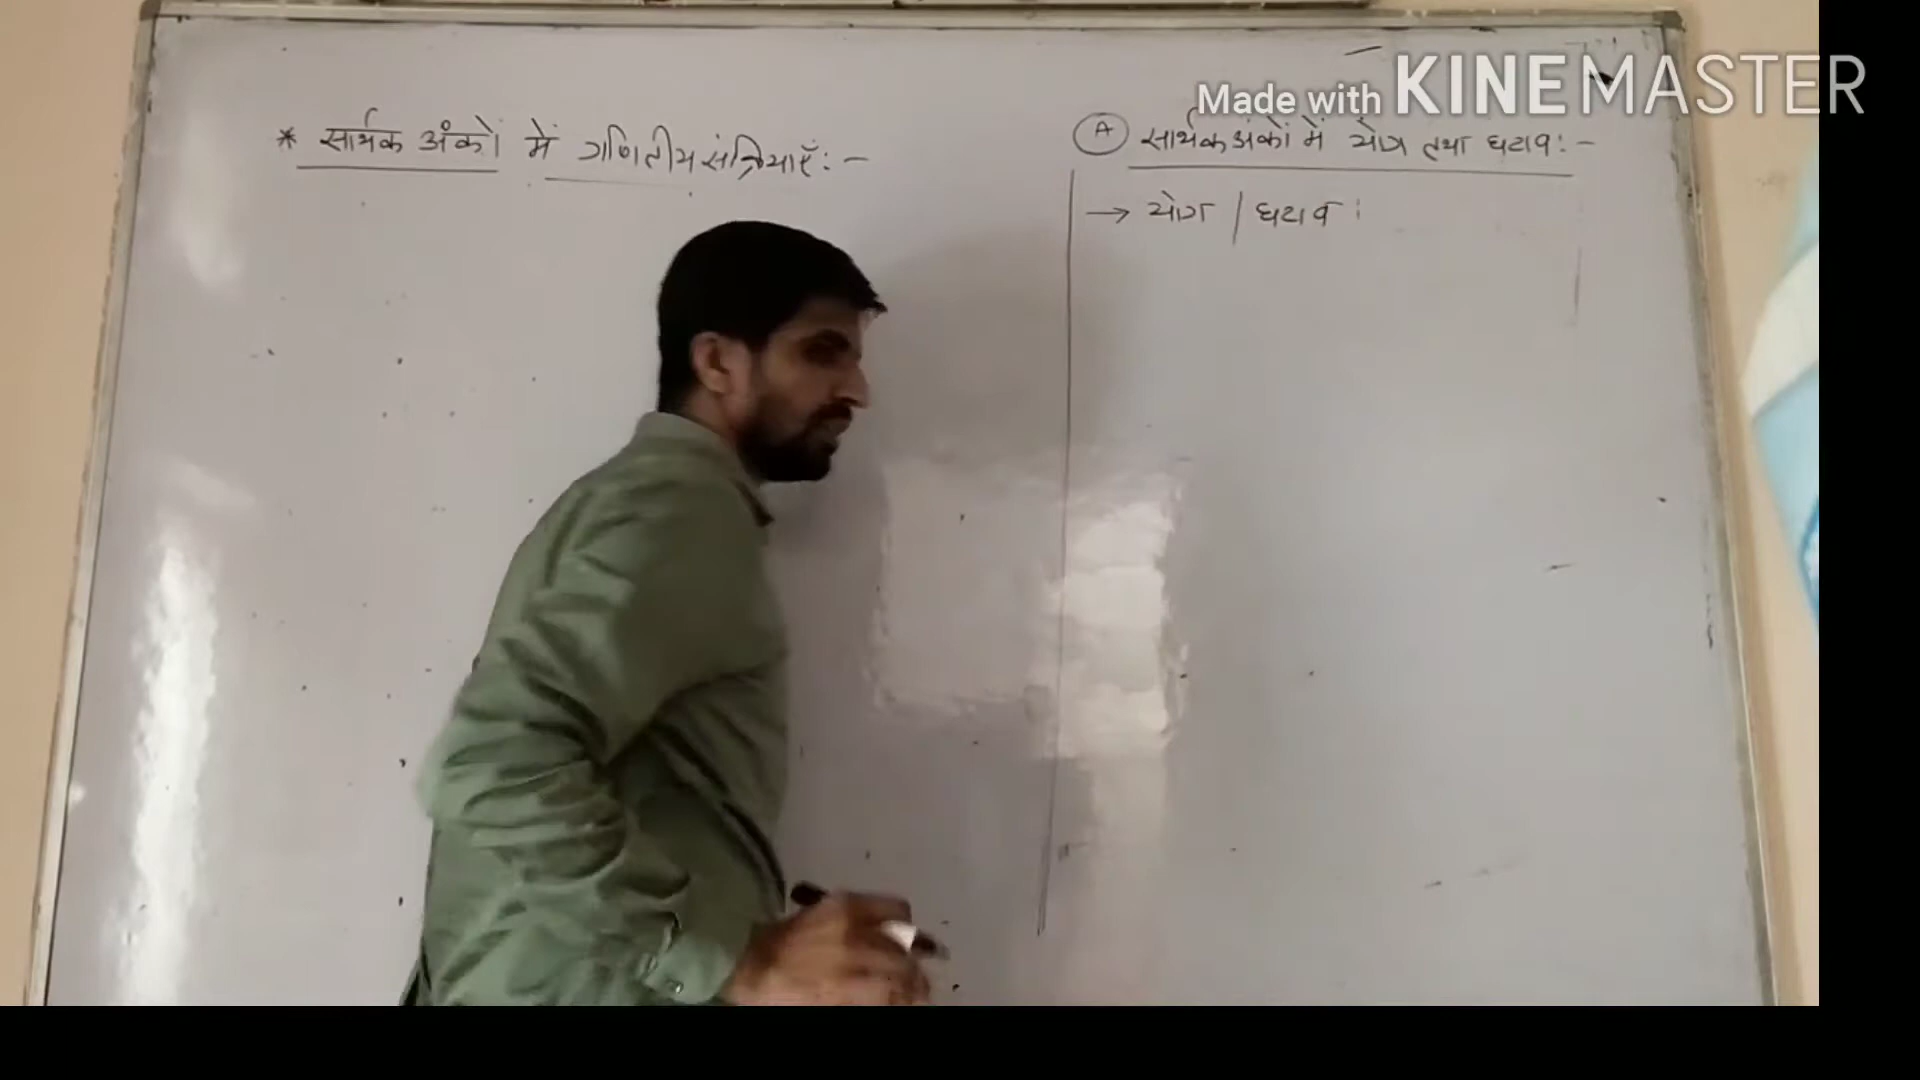 Made with KINEMASTER
* सार्थक अंकों में गणितीय संक्रियाएँ : -
(A) सार्थक अंकों में योग तथा घटाव : -
→ योग / घटाव :